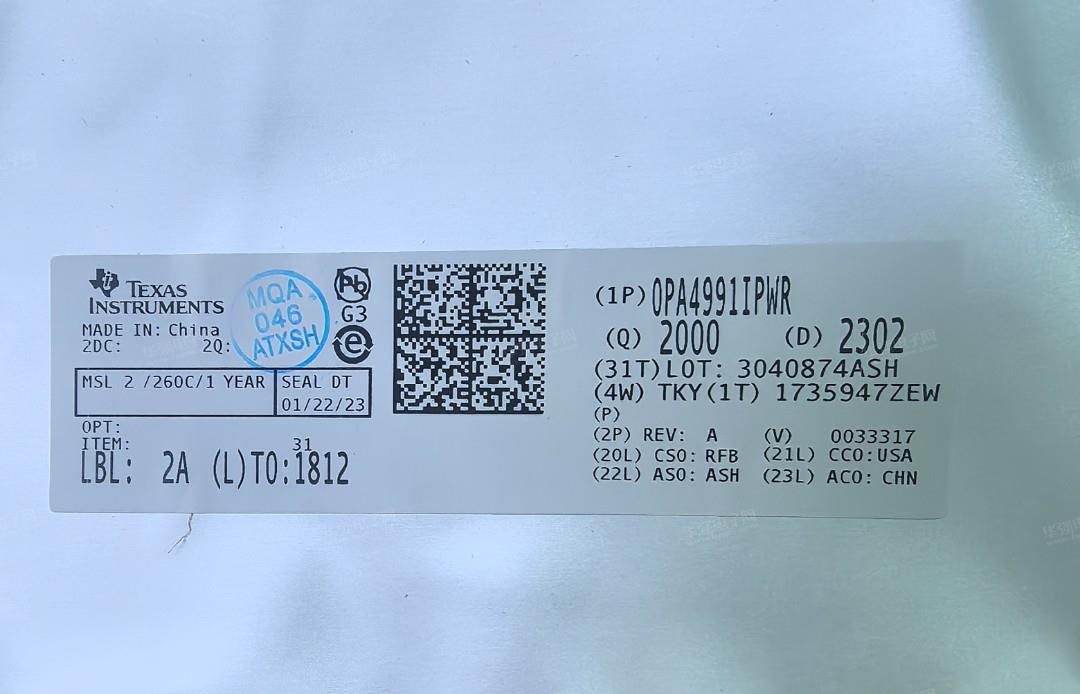 TEXAS
INSTRUMENTS
MADE IN: China
2DC: 2Q:
MQA
046
ATXSH
Pb
G3
e
MSL 2 /260C/1 YEAR
SEAL DT
01/22/23
OPT:
ITEM: 31
LBL: 2A (L)TO:1812
(1P) OPA4991IPWR
(Q) 2000 (D) 2302
(31T)LOT: 3040874ASH
(4W) TKY(1T) 1735947ZEW
(P)
(2P) REV: A (V) 0033317
(20L) CSO: RFB (21L) CCO:USA
(22L) ASO: ASH (23L) ACO: CHN